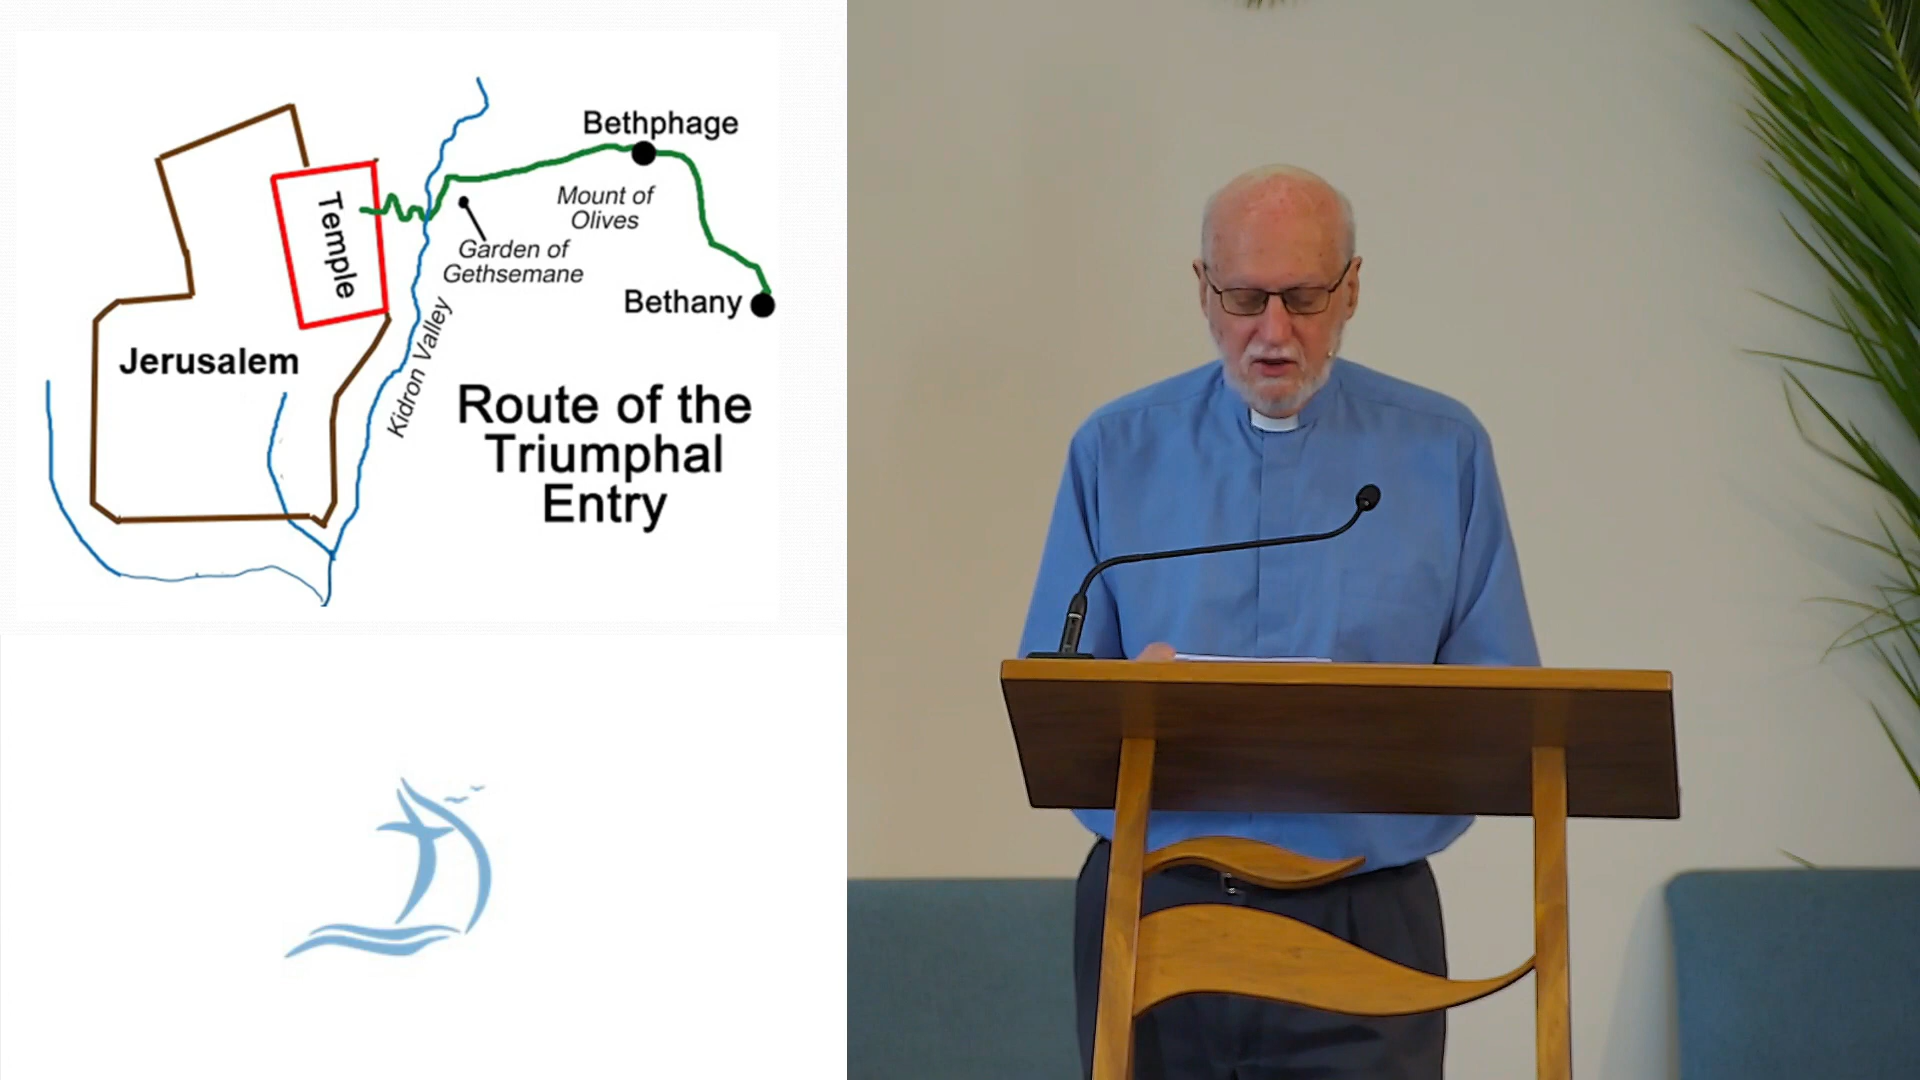 Bethphage
Mount of
Olives
Temple
Garden of
Gethsemane
Bethany
Kidron Valley
Jerusalem
Route of the
Triumphal
Entry